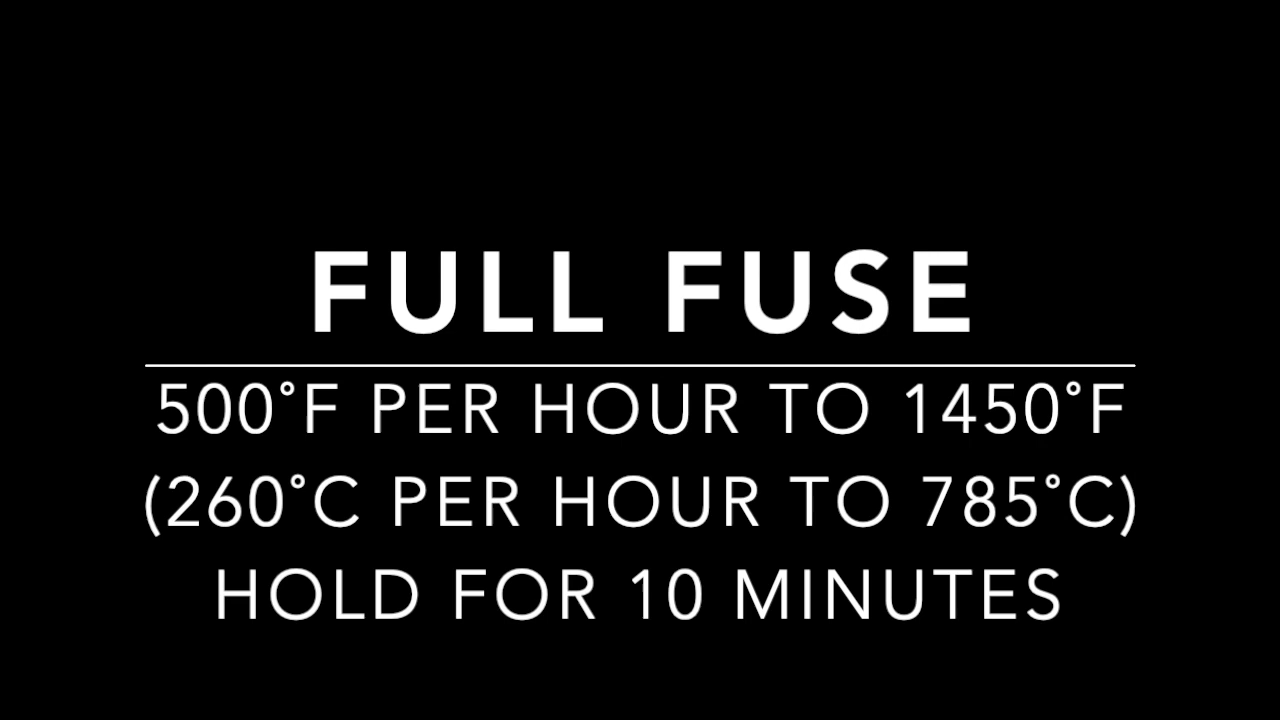 FULL FUSE
500°F PER HOUR TO 1450°F
(260°C PER HOUR TO 785°C)
HOLD FOR 10 MINUTES